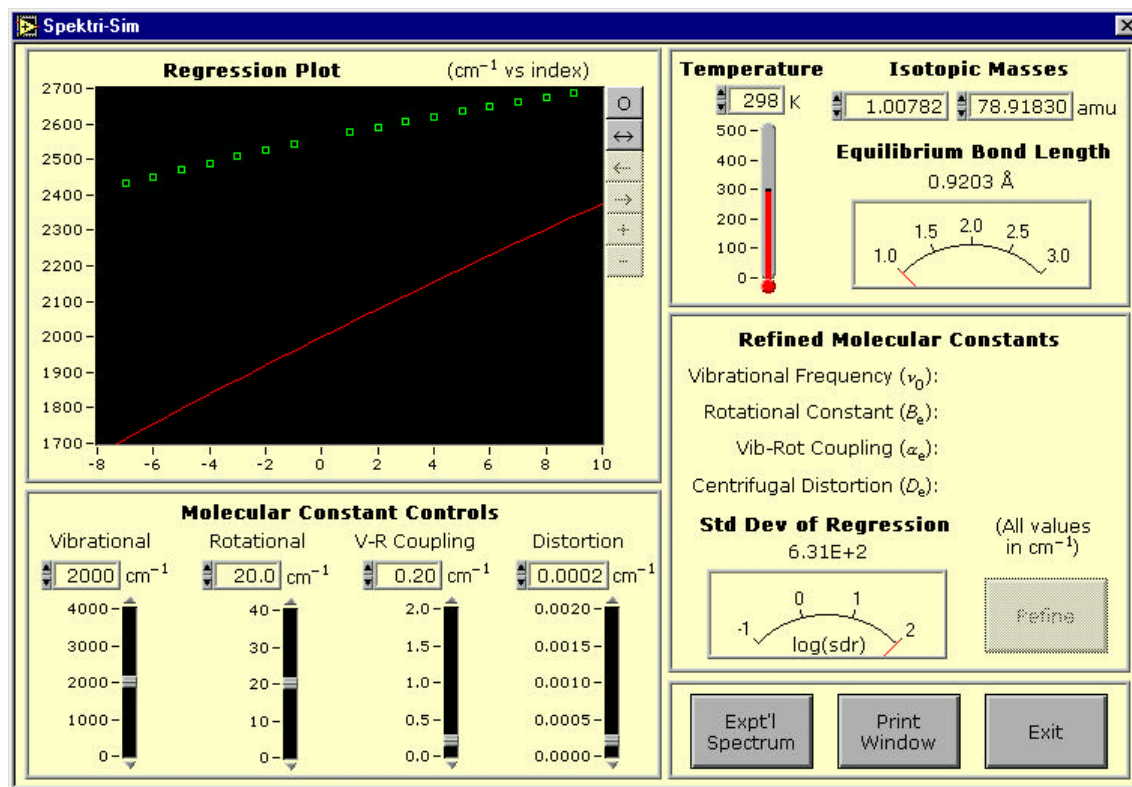 Spektri-Sim
Regression Plot (cm⁻¹ vs index)
2700
2600
2500
2400
2300
2200
2100
2000
1900
1800
1700
-8 -6 -4 -2 0 2 4 6 8 10
Temperature
298 K
500
400
300
200
100
0
Isotopic Masses
1.00782 78.91830 amu
Equilibrium Bond Length
0.9203 Å
1.0 1.5 2.0 2.5 3.0
Molecular Constant Controls
Vibrational Rotational V-R Coupling Distortion
2000 cm⁻¹ 20.0 cm⁻¹ 0.20 cm⁻¹ 0.0002 cm⁻¹
4000 40 2.0 0.0020
3000 30 1.5 0.0015
2000 20 1.0 0.0010
1000 10 0.5 0.0005
0 0 0.0 0.0000
Refined Molecular Constants
Vibrational Frequency (ν₀):
Rotational Constant (Bₑ):
Vib-Rot Coupling (αₑ):
Centrifugal Distortion (Dₑ):
Std Dev of Regression
6.31E+2
(All values
in cm⁻¹)
-1 0 1 2
log(sdr)
Refine
Expt'l
Spectrum
Print
Window
Exit